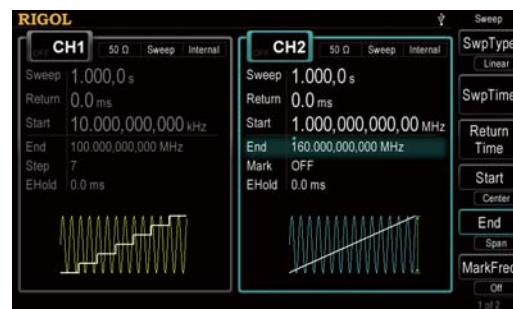 RIGOL
Sweep
OFF CH1 50 Ω Sweep Internal
Sweep 1.000,0 s
Return 0.0 ms
Start 10.000,000,000 kHz
End 100.000,000,000 MHz
Step 7
EHold 0.0 ms
OFF CH2 50 Ω Sweep Internal
Sweep 1.000,0 s
Return 0.0 ms
Start 1.000,000,000,00 MHz
End 160.000,000,000 MHz
Mark OFF
EHold 0.0 ms
SwpType
Linear
SwpTime
Return
Time
Start
Center
End
Span
MarkFreq
Off
1 of 2